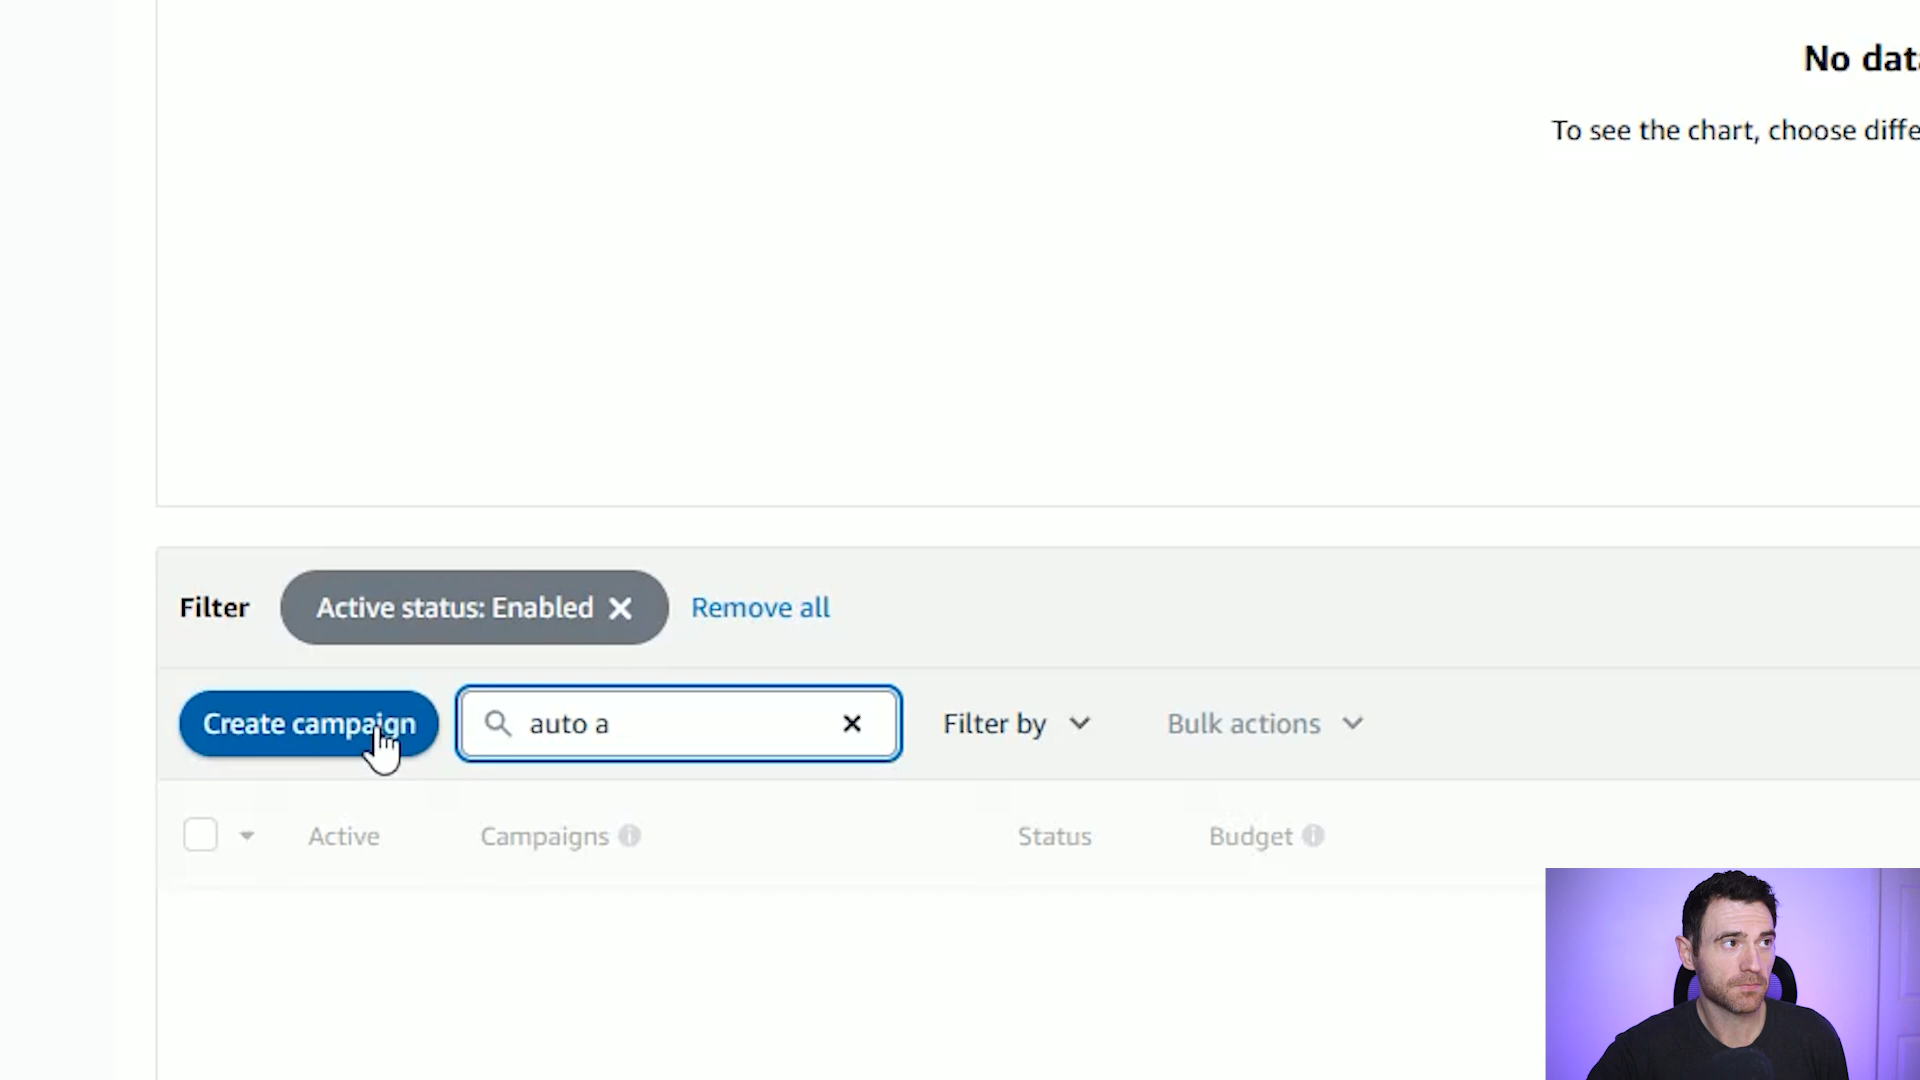 No dat
To see the chart, choose diffe
Filter Active status: Enabled Remove all
Create campaign auto a Filter by Bulk actions
Active Campaigns Status Budget